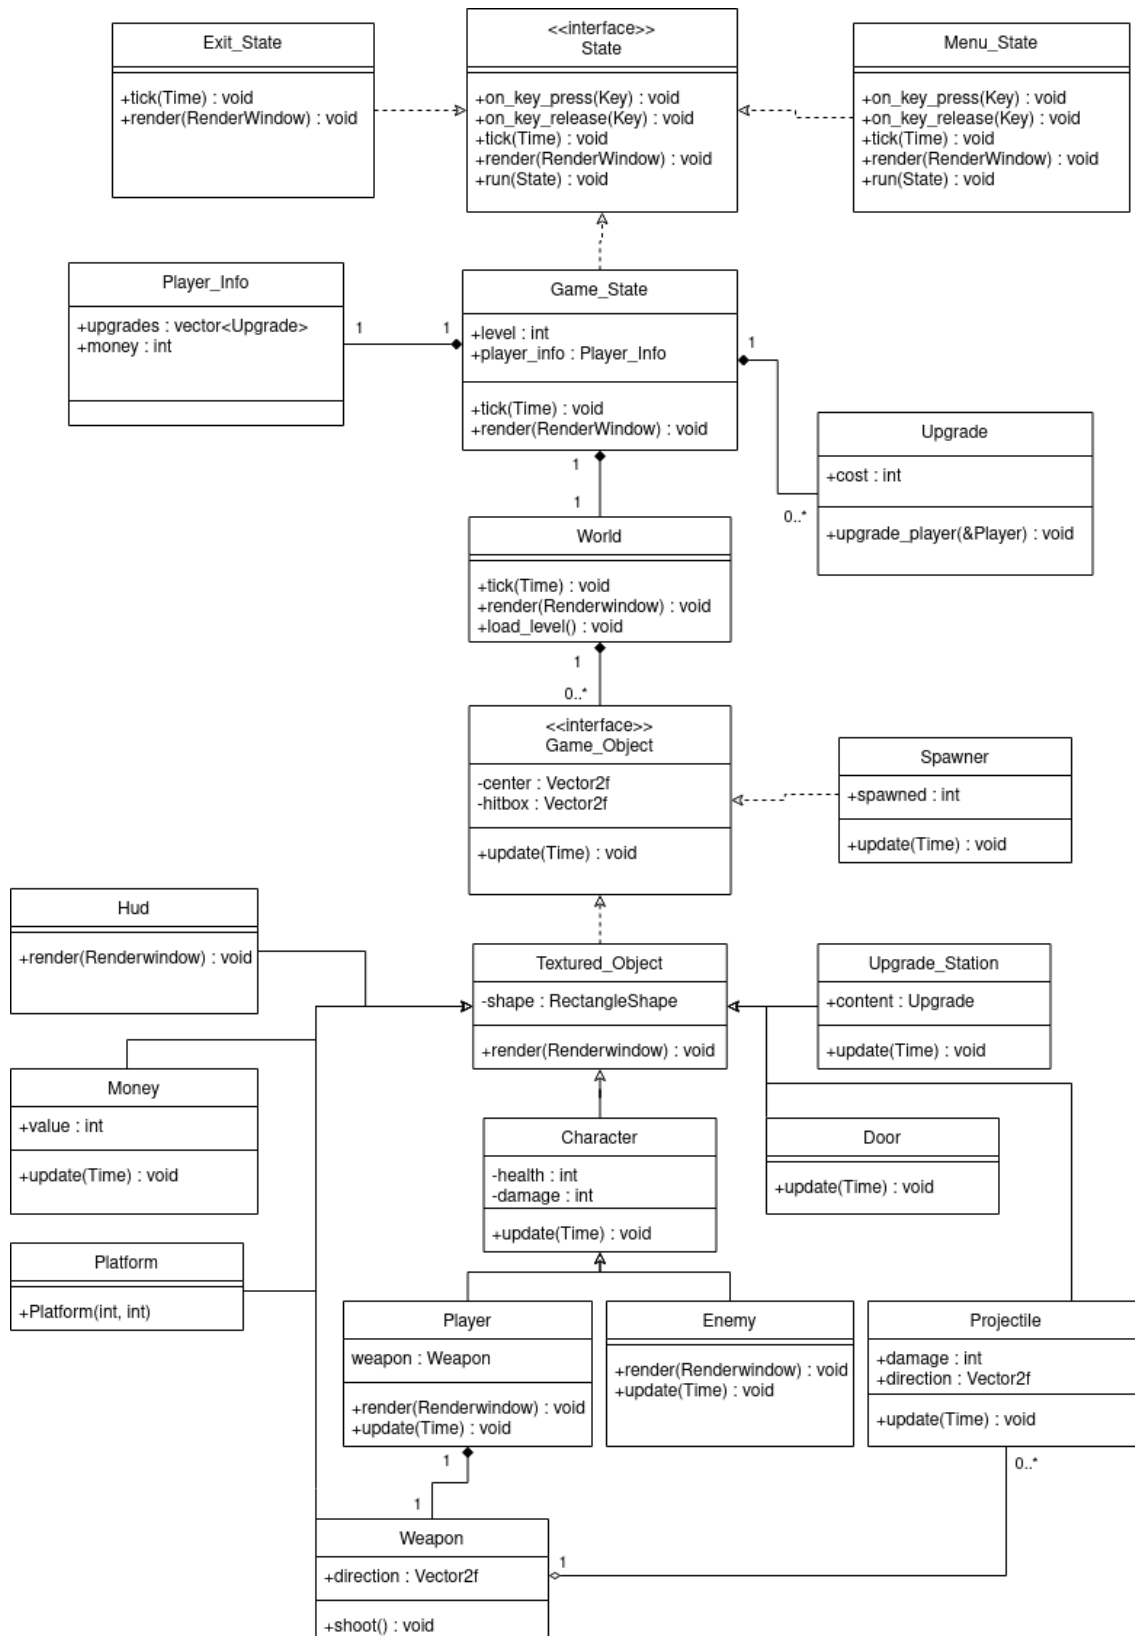 Exit_State
+tick(Time) : void
+render(RenderWindow) : void
<<interface>>
State
+on_key_press(Key) : void
+on_key_release(Key) : void
+tick(Time) : void
+render(RenderWindow) : void
+run(State) : void
Menu_State
+on_key_press(Key) : void
+on_key_release(Key) : void
+tick(Time) : void
+render(RenderWindow) : void
+run(State) : void
Player_Info
+upgrades : vector<Upgrade>
+money : int
1
1
Game_State
+level : int
+player_info : Player_Info
+tick(Time) : void
+render(RenderWindow) : void
1
0..*
Upgrade
+cost : int
+upgrade_player(&Player) : void
1
1
World
+tick(Time) : void
+render(Renderwindow) : void
+load_level() : void
1
0..*
<<interface>>
Game_Object
-center : Vector2f
-hitbox : Vector2f
+update(Time) : void
Spawner
+spawned : int
+update(Time) : void
Hud
+render(Renderwindow) : void
Textured_Object
-shape : RectangleShape
+render(Renderwindow) : void
Upgrade_Station
+content : Upgrade
+update(Time) : void
Money
+value : int
+update(Time) : void
Character
-health : int
-damage : int
+update(Time) : void
Door
+update(Time) : void
Platform
+Platform(int, int)
Player
weapon : Weapon
+render(Renderwindow) : void
+update(Time) : void
Enemy
+render(Renderwindow) : void
+update(Time) : void
Projectile
+damage : int
+direction : Vector2f
+update(Time) : void
1
1
0..*
Weapon
+direction : Vector2f
+shoot() : void
1